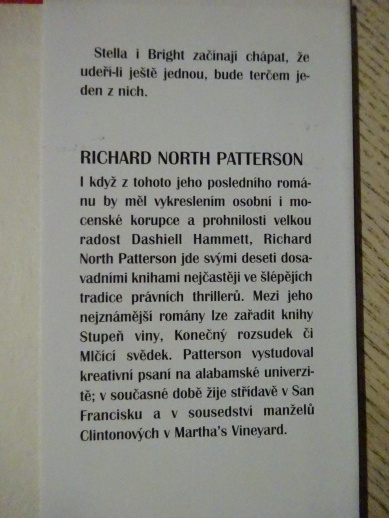 Stella i Bright začínají chápat, že
udeří-li ještě jednou, bude terčem je-
den z nich.
RICHARD NORTH PATTERSON
I když z tohoto jeho posledního romá-
nu by měl vykreslením osobní i mo-
censké korupce a prohnilosti velkou
radost Dashiell Hammett, Richard
North Patterson jde svými deseti dosa-
vadními knihami nejčastěji ve šlépějích
tradice právních thrillerů. Mezi jeho
nejznámější romány lze zařadit knihy
Stupeň viny, Konečný rozsudek či
Mlčící svědek. Patterson vystudoval
kreativní psaní na alabamské univerzi-
tě; v současné době žije střídavě v San
Francisku a v sousedství manželů
Clintonových v Martha's Vineyard.